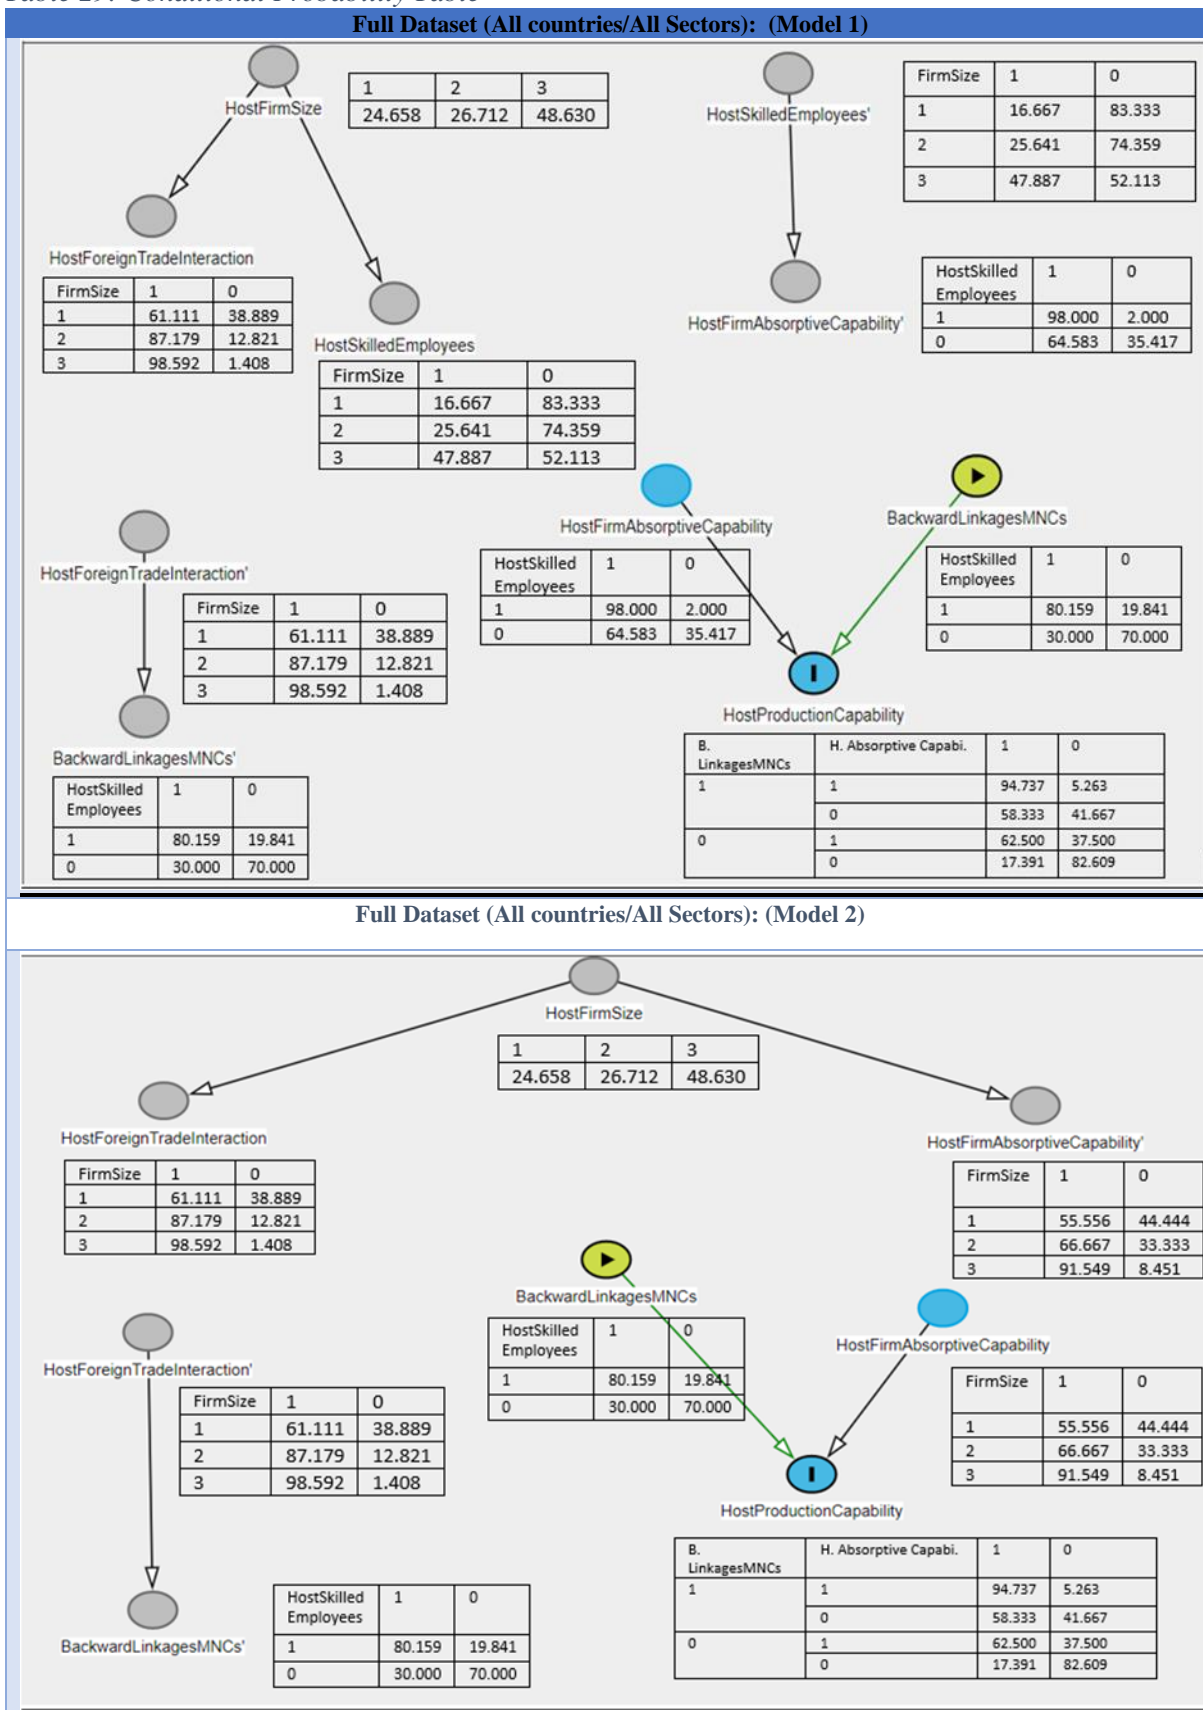 Table 29: Conditional Probability Table
Full Dataset (All countries/All Sectors): (Model 1)
HostFirmSize
1 2 3
24.658 26.712 48.630
HostSkilledEmployees'
FirmSize 1 0
1 16.667 83.333
2 25.641 74.359
3 47.887 52.113
HostForeignTradeInteraction
FirmSize 1 0
1 61.111 38.889
2 87.179 12.821
3 98.592 1.408
HostSkilledEmployees
FirmSize 1 0
1 16.667 83.333
2 25.641 74.359
3 47.887 52.113
HostFirmAbsorptiveCapability'
HostSkilled 1 0
Employees
1 98.000 2.000
0 64.583 35.417
HostForeignTradeInteraction'
FirmSize 1 0
1 61.111 38.889
2 87.179 12.821
3 98.592 1.408
HostFirmAbsorptiveCapability
HostSkilled 1 0
Employees
1 98.000 2.000
0 64.583 35.417
BackwardLinkagesMNCs
HostSkilled 1 0
Employees
1 80.159 19.841
0 30.000 70.000
BackwardLinkagesMNCs'
HostSkilled 1 0
Employees
1 80.159 19.841
0 30.000 70.000
HostProductionCapability
B. H. Absorptive Capabi. 1 0
LinkagesMNCs
1 1 94.737 5.263
0 58.333 41.667
0 1 62.500 37.500
0 17.391 82.609
Full Dataset (All countries/All Sectors): (Model 2)
HostFirmSize
1 2 3
24.658 26.712 48.630
HostForeignTradeInteraction
FirmSize 1 0
1 61.111 38.889
2 87.179 12.821
3 98.592 1.408
HostFirmAbsorptiveCapability'
FirmSize 1 0
1 55.556 44.444
2 66.667 33.333
3 91.549 8.451
BackwardLinkagesMNCs
HostSkilled 1 0
Employees
1 80.159 19.841
0 30.000 70.000
HostFirmAbsorptiveCapability
FirmSize 1 0
1 55.556 44.444
2 66.667 33.333
3 91.549 8.451
HostForeignTradeInteraction'
FirmSize 1 0
1 61.111 38.889
2 87.179 12.821
3 98.592 1.408
HostProductionCapability
B. H. Absorptive Capabi. 1 0
LinkagesMNCs
1 1 94.737 5.263
0 58.333 41.667
0 1 62.500 37.500
0 17.391 82.609
BackwardLinkagesMNCs'
HostSkilled 1 0
Employees
1 80.159 19.841
0 30.000 70.000